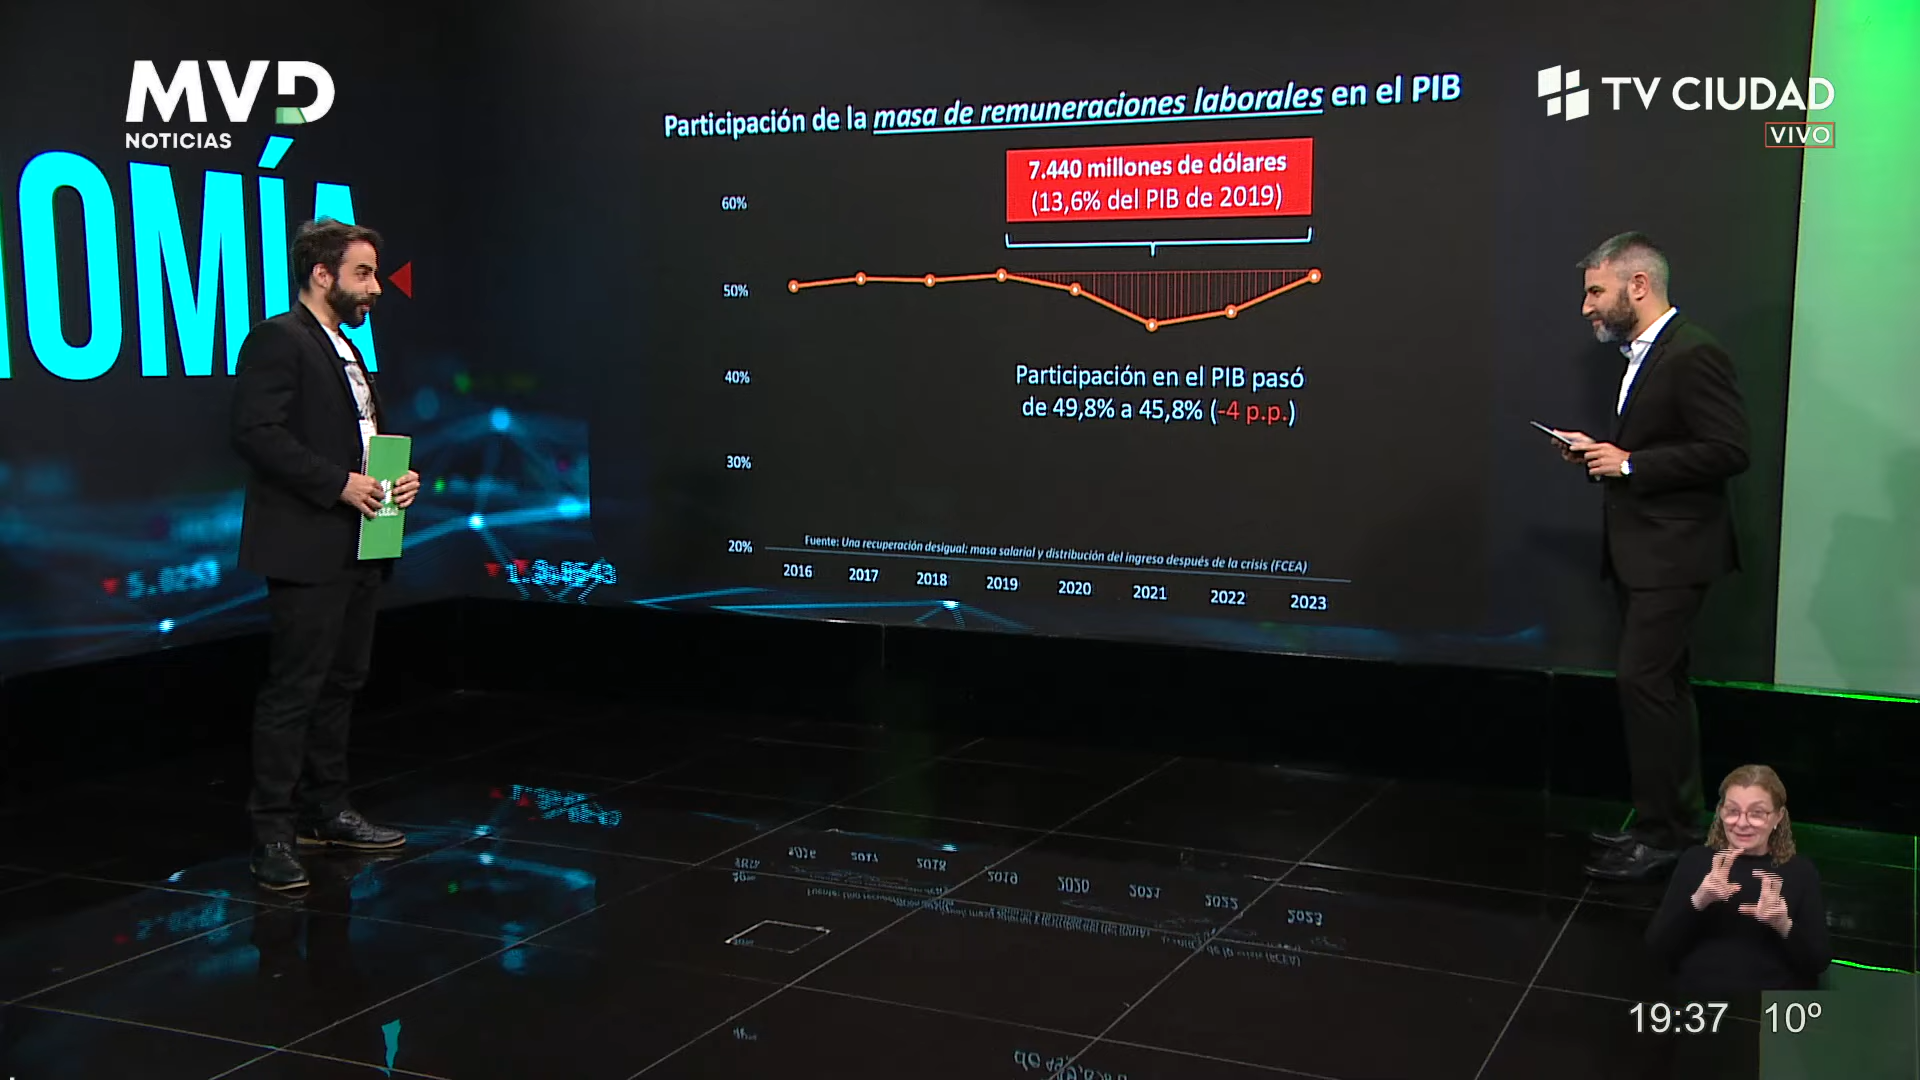 MVD
NOTICIAS
TV CIUDAD
VIVO
NOMÍA
Participación de la masa de remuneraciones laborales en el PIB
7.440 millones de dólares
(13,6% del PIB de 2019)
60%
50%
40%
30%
20%
Participación en el PIB pasó
de 49,8% a 45,8% (-4 p.p.)
Fuente: Una recuperación desigual: masa salarial y distribución del ingreso después de la crisis (FCEA)
2016 2017 2018 2019 2020 2021 2022 2023
19:37 10º